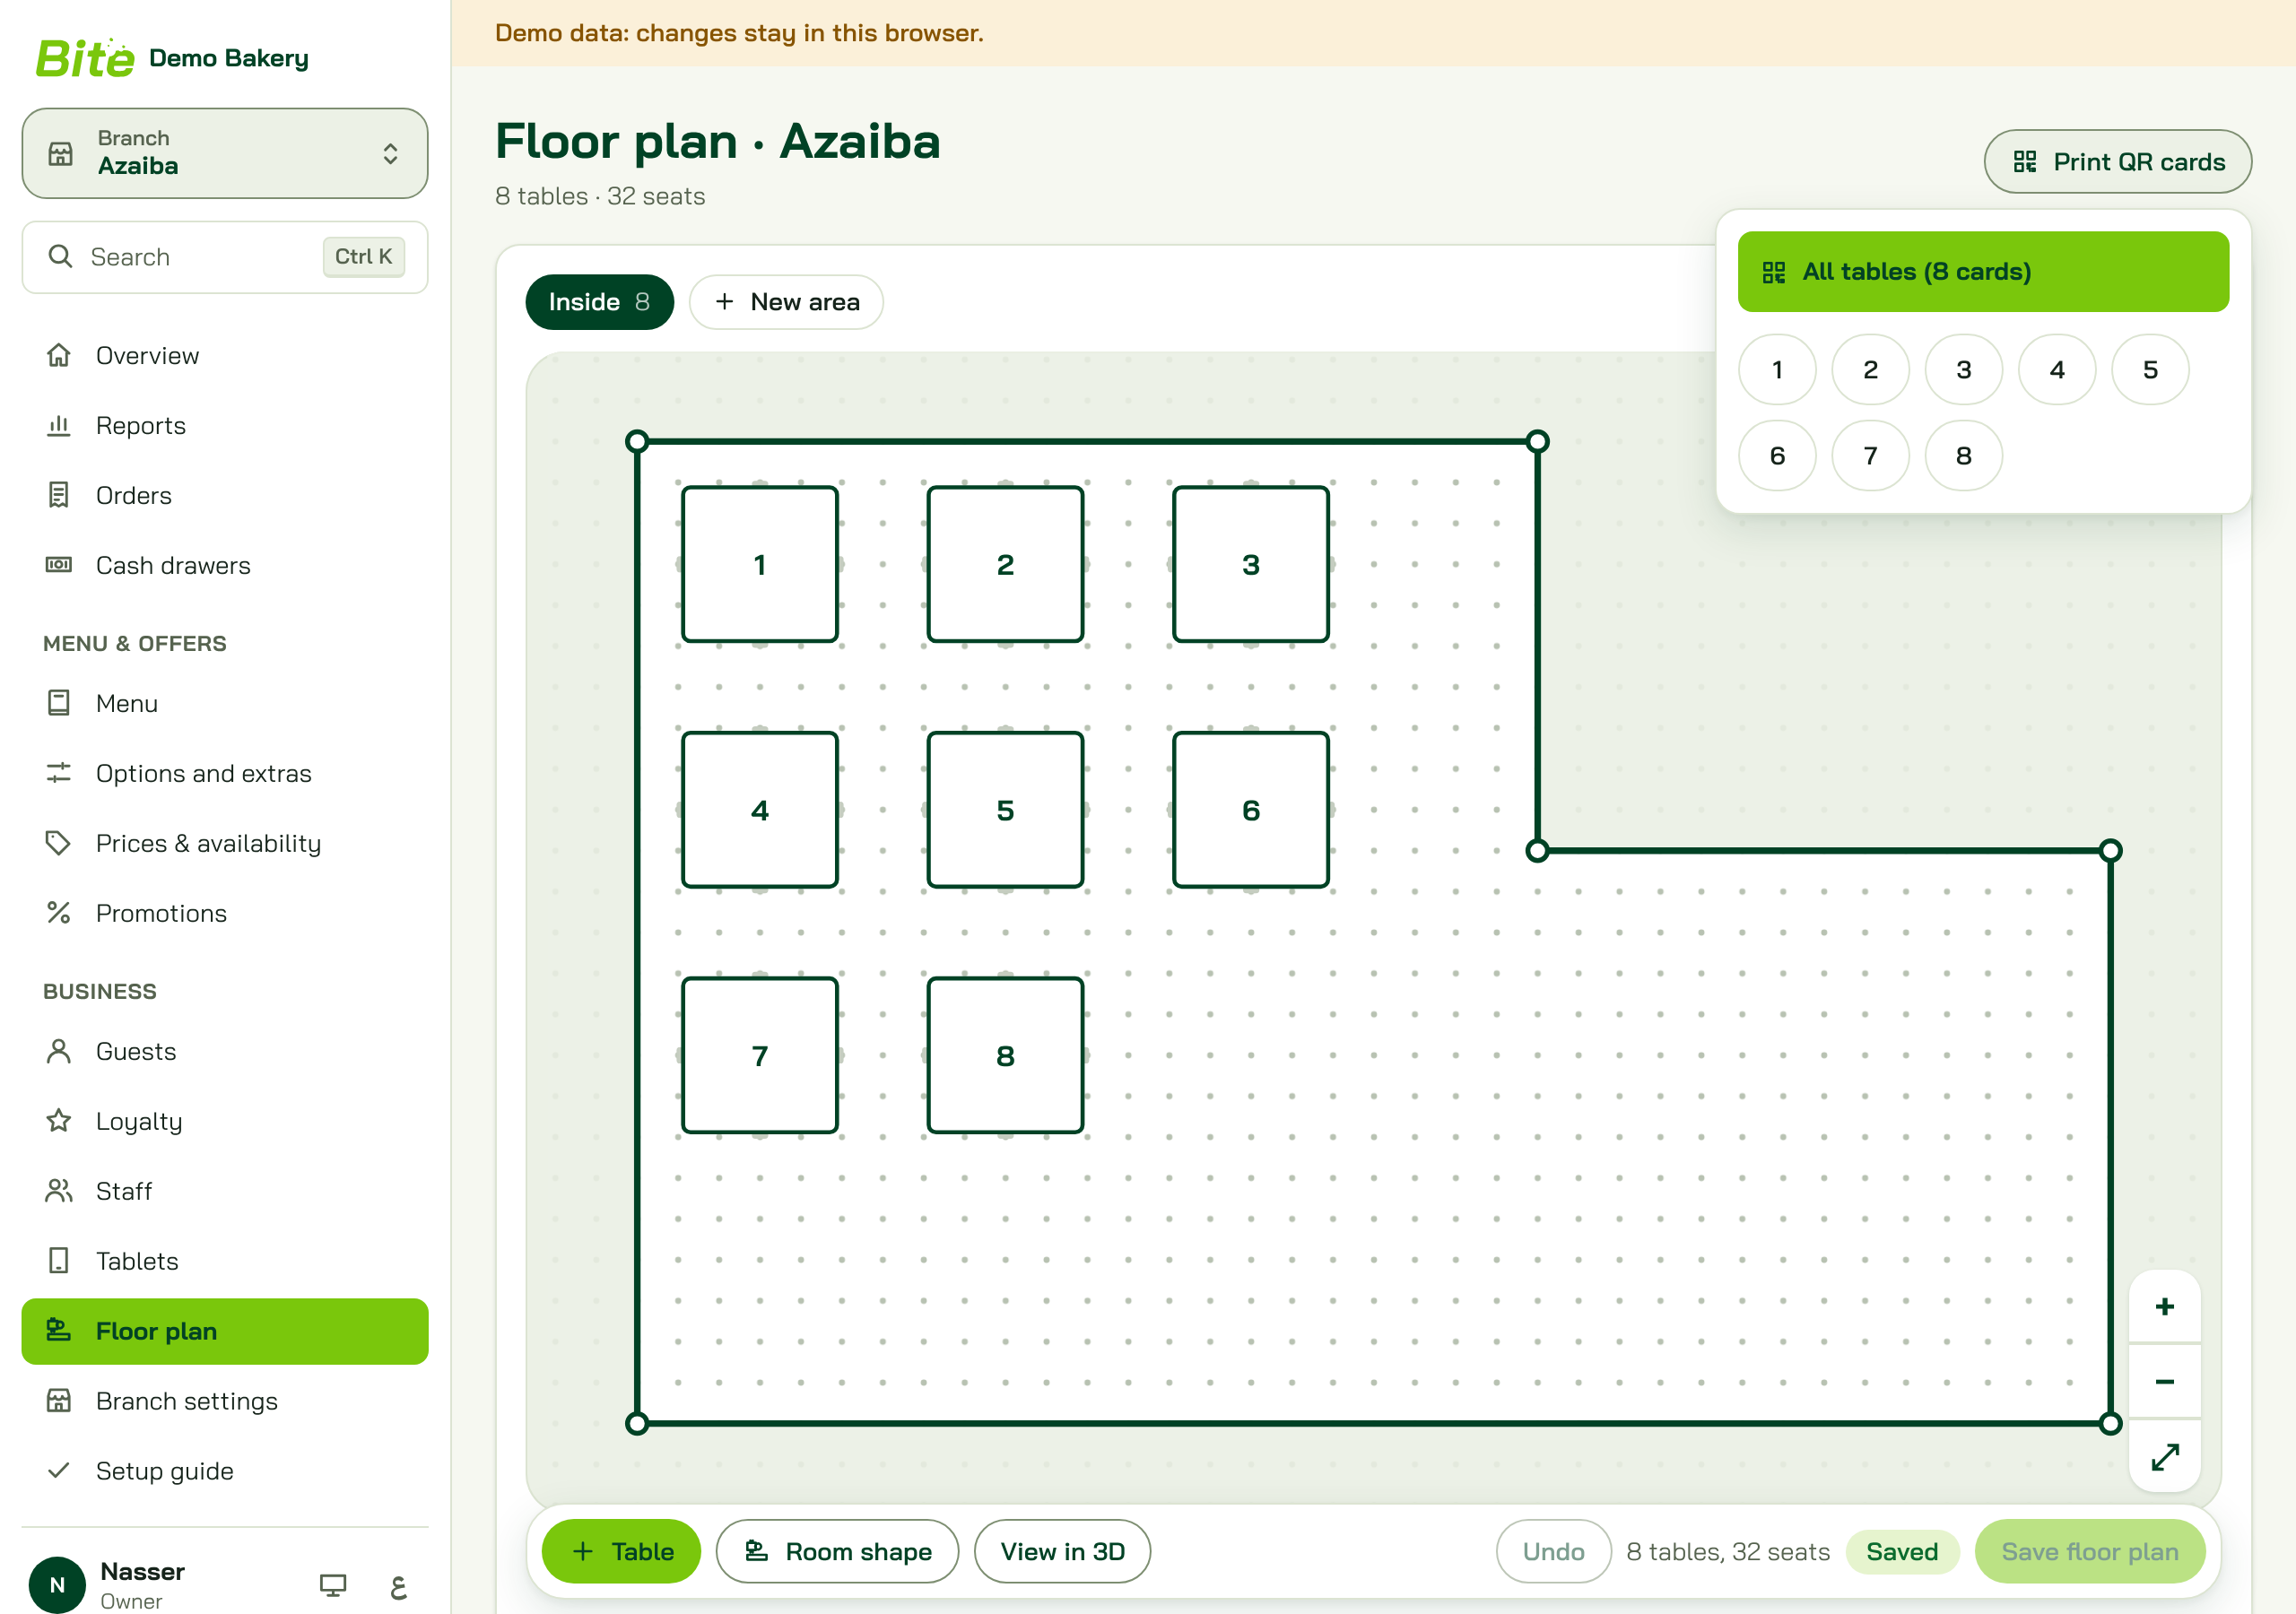 Bite Demo Bakery
Branch
Azaiba
Search Ctrl K
Overview
Reports
Orders
Cash drawers
MENU & OFFERS
Menu
Options and extras
Prices & availability
Promotions
BUSINESS
Guests
Loyalty
Staff
Tablets
Floor plan
Branch settings
Setup guide
N Nasser
Owner
ع
Demo data: changes stay in this browser.
Floor plan · Azaiba
8 tables · 32 seats
Print QR cards
All tables (8 cards)
1 2 3 4 5
6 7 8
Inside 8 + New area
1 2 3
4 5 6
7 8
+
−
+ Table Room shape View in 3D Undo 8 tables, 32 seats Saved Save floor plan